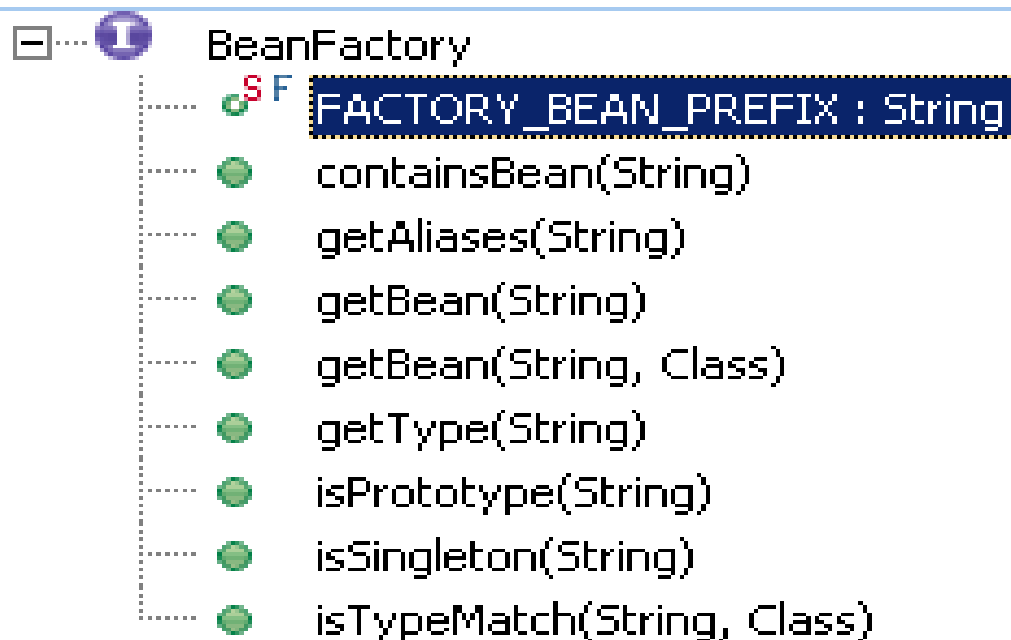 I BeanFactory
S F FACTORY_BEAN_PREFIX : String
containsBean(String)
getAliases(String)
getBean(String)
getBean(String, Class)
getType(String)
isPrototype(String)
isSingleton(String)
isTypeMatch(String, Class)